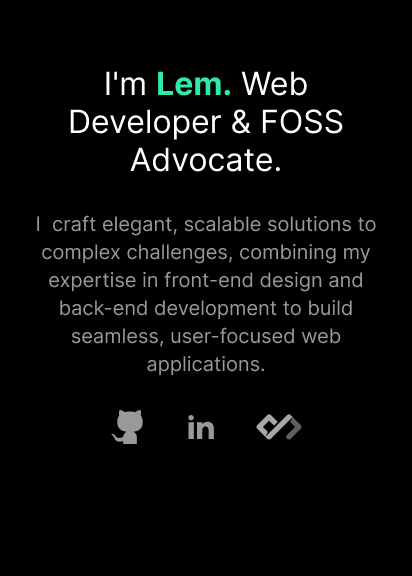 I'm Lem. Web
Developer & FOSS
Advocate.
I  craft elegant, scalable solutions to
complex challenges, combining my
expertise in front-end design and
back-end development to build
seamless, user-focused web
applications.
in